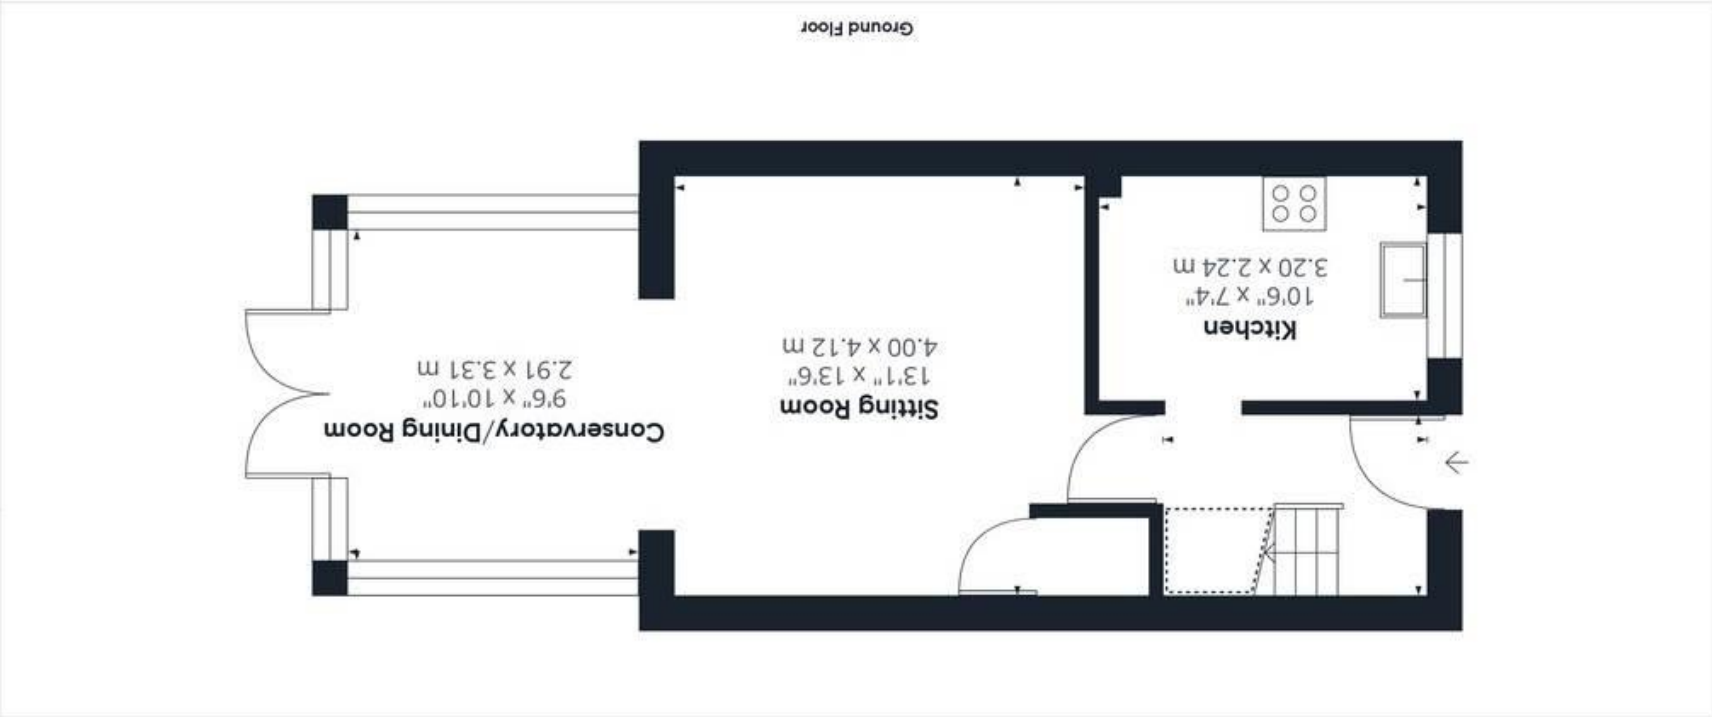 Conservatory/Dining Room
9'6" x 10'10"
2.91 x 3.31 m
Sitting Room
13'1" x 13'6"
4.00 x 4.12 m
Kitchen
10'6" x 7'4"
3.20 x 2.24 m
Ground Floor